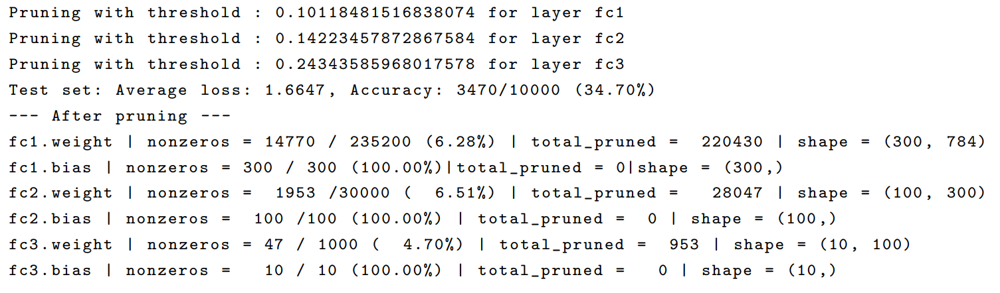 Pruning with threshold : 0.10118481516838074 for layer fc1
Pruning with threshold : 0.14223457872867584 for layer fc2
Pruning with threshold : 0.24343585968017578 for layer fc3
Test set: Average loss: 1.6647, Accuracy: 3470/10000 (34.70%)
--- After pruning ---
fc1.weight | nonzeros = 14770 / 235200 (6.28%) | total_pruned =  220430 | shape = (300, 784)
fc1.bias | nonzeros = 300 / 300 (100.00%)|total_pruned = 0|shape = (300,)
fc2.weight | nonzeros =  1953 /30000 (  6.51%) | total_pruned =   28047 | shape = (100, 300)
fc2.bias | nonzeros =  100 /100 (100.00%) | total_pruned =  0 | shape = (100,)
fc3.weight | nonzeros = 47 / 1000 (  4.70%) | total_pruned =  953 | shape = (10, 100)
fc3.bias | nonzeros =   10 / 10 (100.00%) | total_pruned =   0 | shape = (10,)